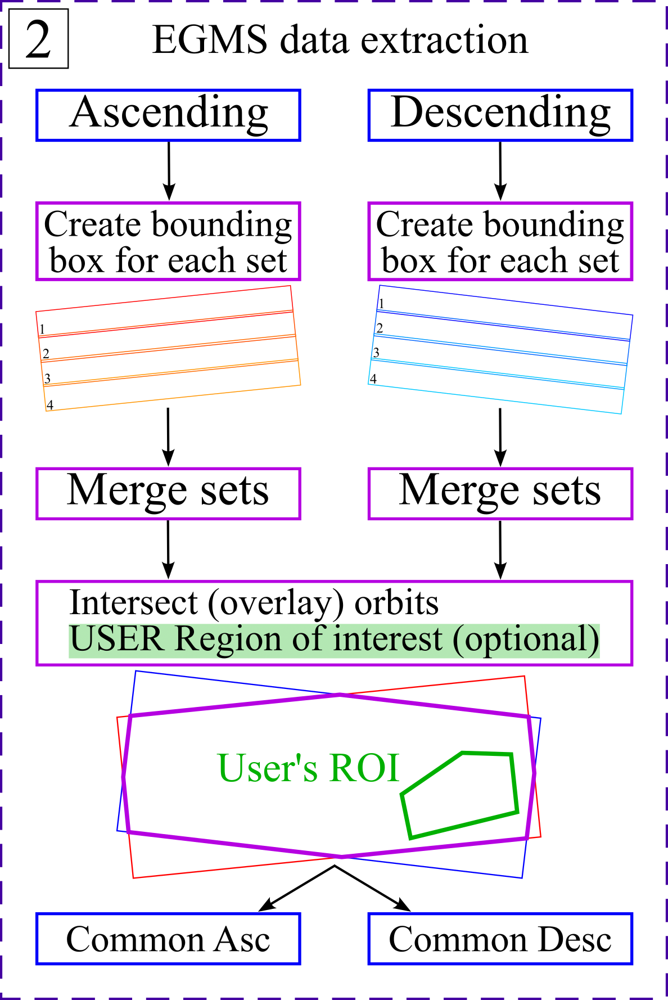 2
EGMS data extraction
Ascending
Descending
Create bounding
box for each set
Create bounding
box for each set
1
2
3
4
1
2
3
4
Merge sets
Merge sets
Intersect (overlay) orbits
USER Region of interest (optional)
User's ROI
Common Asc
Common Desc